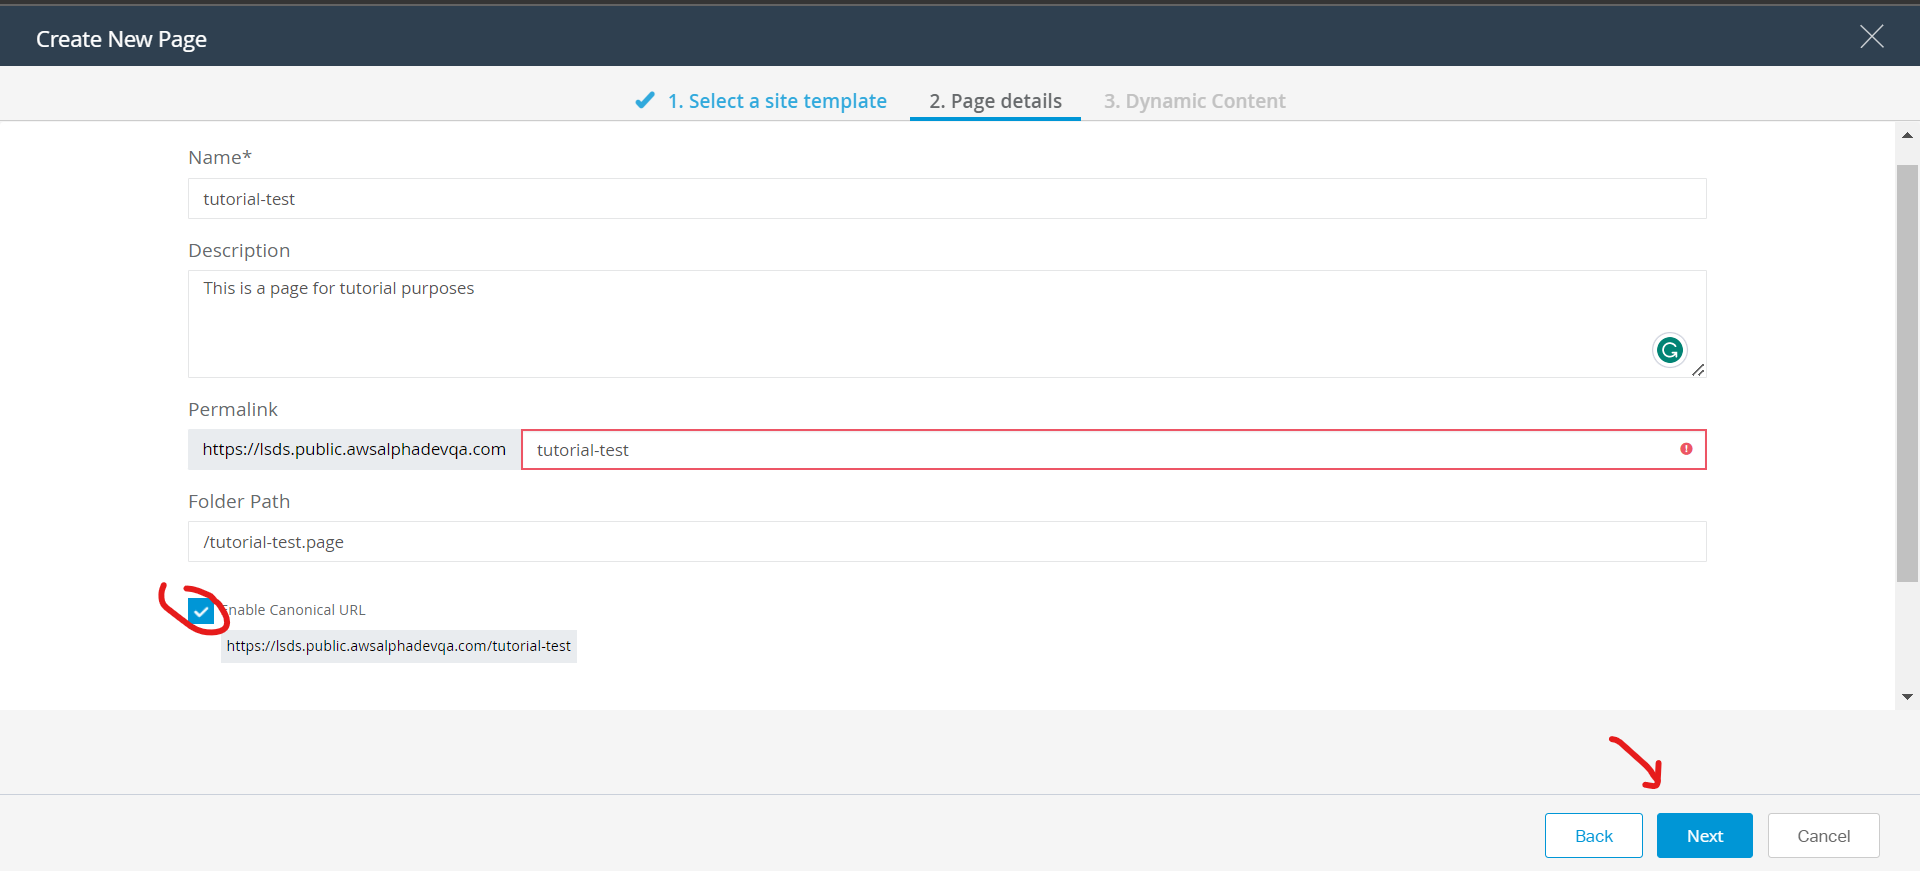 Create New Page
1. Select a site template 2. Page details 3. Dynamic Content
Name*
tutorial-test
Description
This is a page for tutorial purposes
Permalink
https://lsds.public.awsalphadevqa.com tutorial-test
Folder Path
/tutorial-test.page
Enable Canonical URL
https://lsds.public.awsalphadevqa.com/tutorial-test
Back Next Cancel